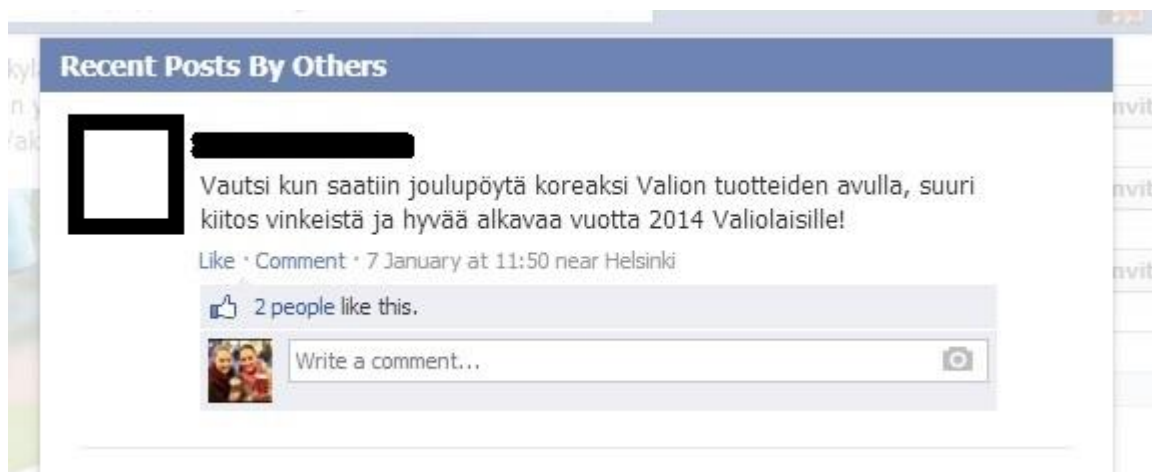 Recent Posts By Others
Vautsi kun saatiin joulupöytä koreaksi Valion tuotteiden avulla, suuri
kiitos vinkeistä ja hyvää alkavaa vuotta 2014 Valiolaisille!
Like · Comment · 7 January at 11:50 near Helsinki
2 people like this.
Write a comment...